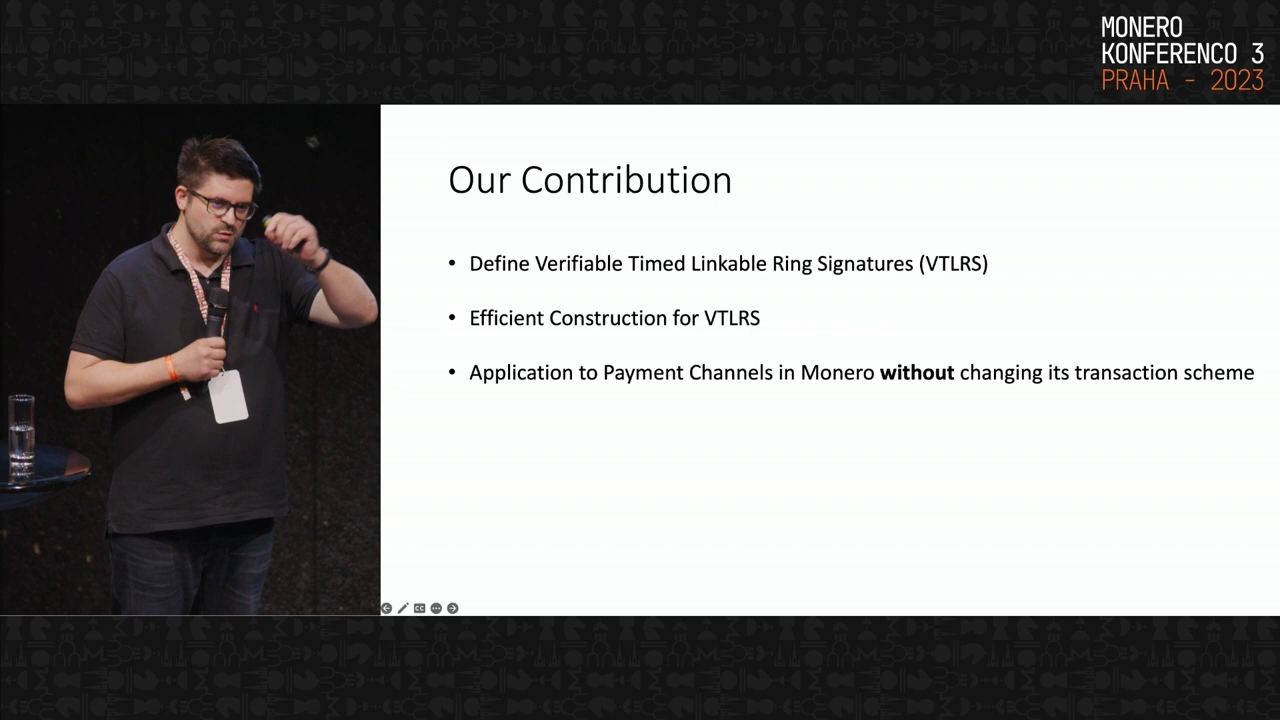 MONERO
KONFERENCO 3
PRAHA - 2023
Our Contribution
• Define Verifiable Timed Linkable Ring Signatures (VTLRS)
• Efficient Construction for VTLRS
• Application to Payment Channels in Monero without changing its transaction scheme
CC